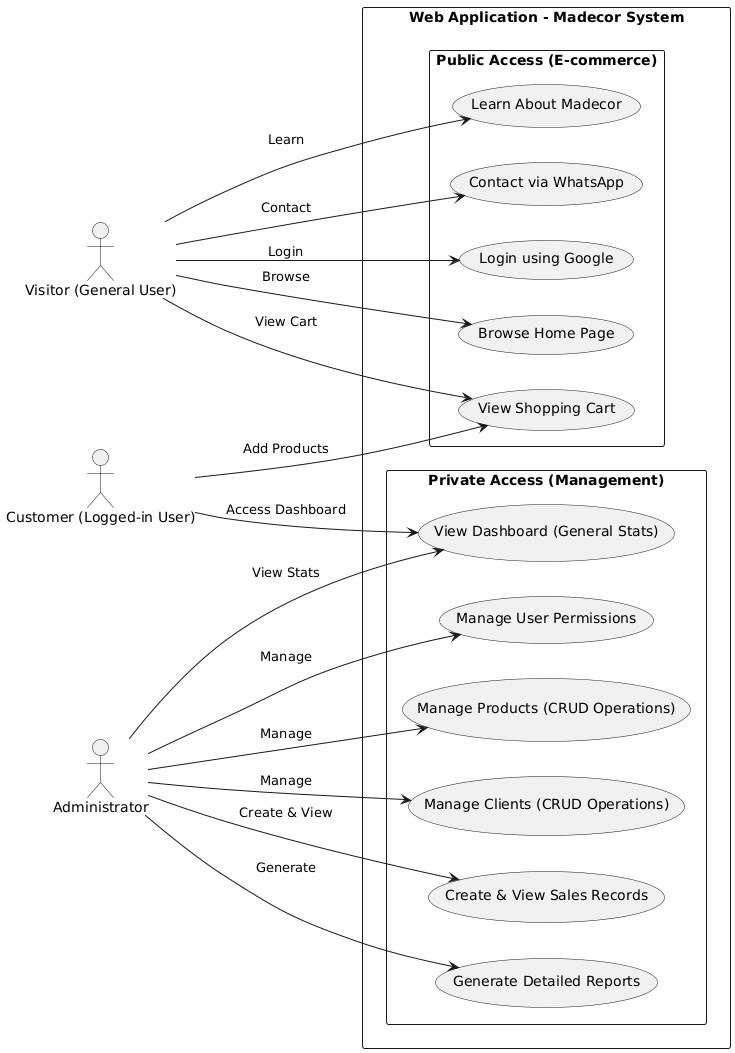 Web Application - Madecor System
Public Access (E-commerce)
Learn About Madecor
Learn
Contact via WhatsApp
Contact
Login
Login using Google
Browse
Visitor (General User)
View Cart
Browse Home Page
View Shopping Cart
Add Products
Private Access (Management)
Access Dashboard
Customer (Logged-in User)
View Dashboard (General Stats)
View Stats
Manage User Permissions
Manage
Manage Products (CRUD Operations)
Manage
Manage
Administrator
Manage Clients (CRUD Operations)
Create & View
Generate
Create & View Sales Records
Generate Detailed Reports